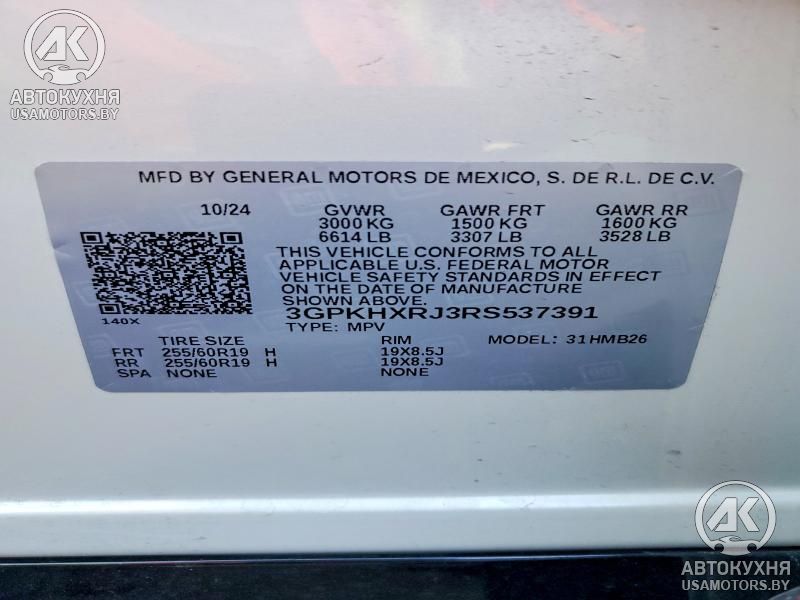 AK
АВТОКУХНЯ
USAMOTORS.BY
MFD BY GENERAL MOTORS DE MEXICO, S. DE R.L. DE C.V.
10/24 GVWR GAWR FRT GAWR RR
3000 KG 1500 KG 1600 KG
6614 LB 3307 LB 3528 LB
THIS VEHICLE CONFORMS TO ALL
APPLICABLE U.S. FEDERAL MOTOR
VEHICLE SAFETY STANDARDS IN EFFECT
ON THE DATE OF MANUFACTURE
SHOWN ABOVE.
140X
3GPKHXRJ3RS537391
TYPE: MPV MODEL: 31HMB26
TIRE SIZE RIM
FRT 255/60R19 H 19X8.5J
RR 255/60R19 H 19X8.5J
SPA NONE NONE
AK
АВТОКУХНЯ
USAMOTORS.BY